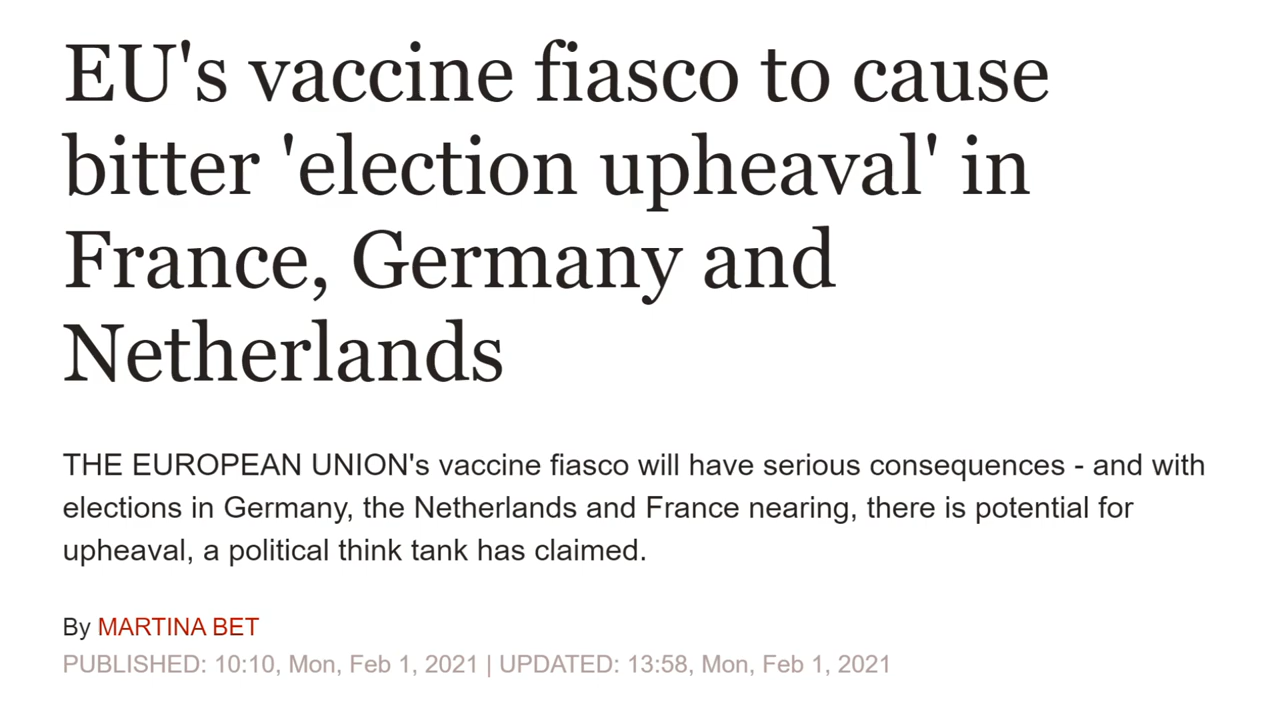 EU's vaccine fiasco to cause
bitter 'election upheaval' in
France, Germany and
Netherlands
THE EUROPEAN UNION's vaccine fiasco will have serious consequences - and with
elections in Germany, the Netherlands and France nearing, there is potential for
upheaval, a political think tank has claimed.
By MARTINA BET
PUBLISHED: 10:10, Mon, Feb 1, 2021 | UPDATED: 13:58, Mon, Feb 1, 2021